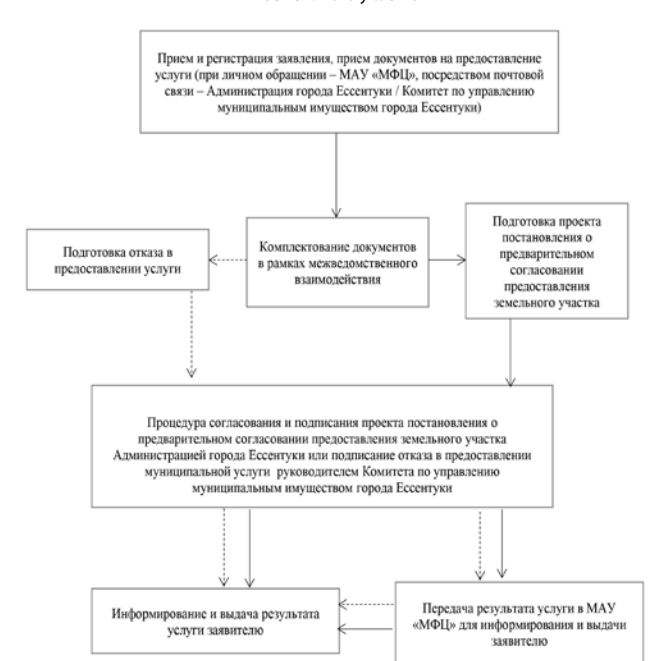 Прием и регистрация заявления, прием документов на предоставление
услуги (при личном обращении – МАУ «МФЦ», посредством почтовой
связи – Администрация города Ессентуки / Комитет по управлению
муниципальным имуществом города Ессентуки)
Подготовка отказа в
предоставлении услуги
Комплектование документов
в рамках межведомственного
взаимодействия
Подготовка проекта
постановления о
предварительном
согласовании
предоставления
земельного участка
Процедура согласования и подписания проекта постановления о
предварительном согласовании предоставления земельного участка
Администрацией города Ессентуки или подписание отказа в предоставлении
муниципальной услуги руководителем Комитета по управлению
муниципальным имуществом города Ессентуки
Информирование и выдача результата
услуги заявителю
Передача результата услуги в МАУ
«МФЦ» для информирования и выдачи
заявителю